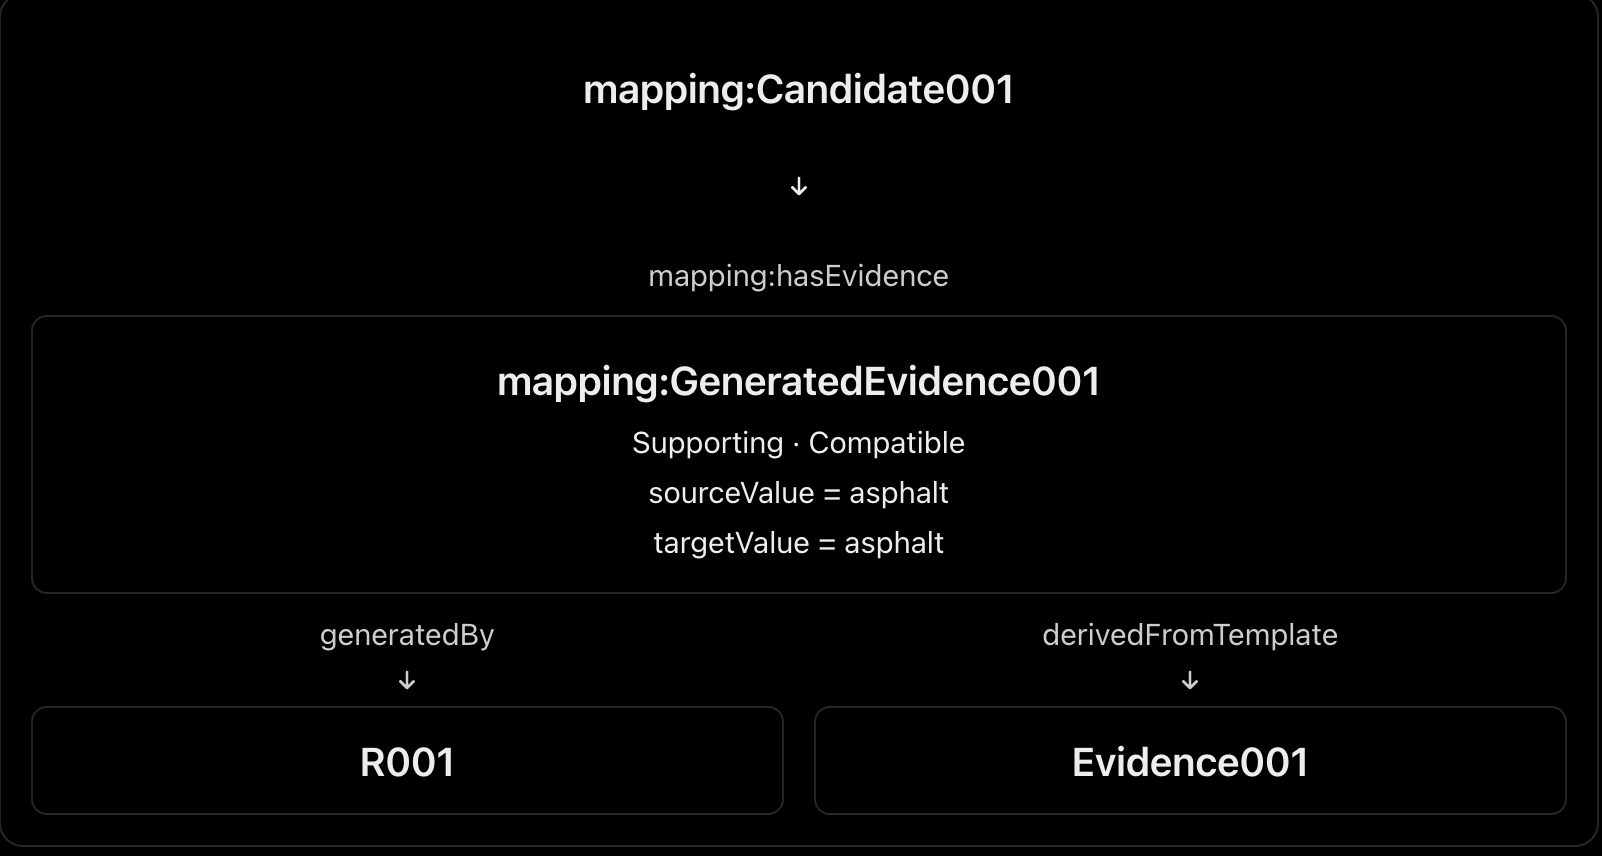 mapping:Candidate001
↓
mapping:hasEvidence
mapping:GeneratedEvidence001
Supporting · Compatible
sourceValue = asphalt
targetValue = asphalt
generatedBy
↓
R001
derivedFromTemplate
↓
Evidence001